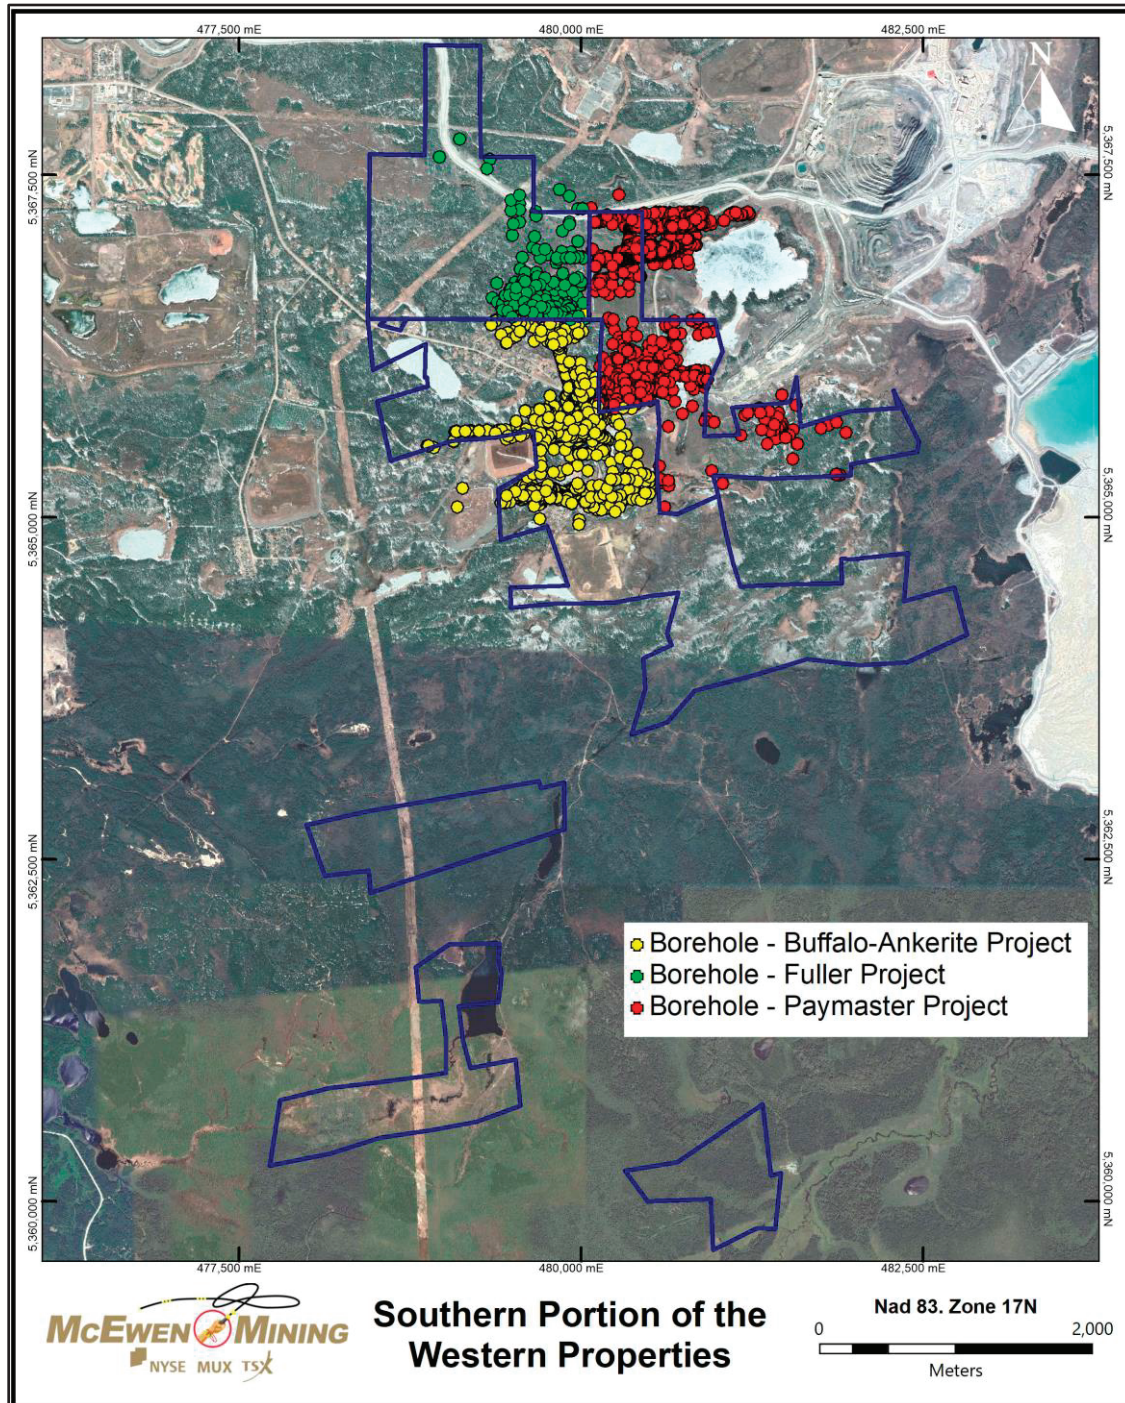 477,500 mE 480,000 mE 482,500 mE
N
5,367,500 mN 5,367,500 mN
5,365,000 mN 5,365,000 mN
5,362,500 mN 5,362,500 mN
Borehole - Buffalo-Ankerite Project
Borehole - Fuller Project
Borehole - Paymaster Project
5,360,000 mN 5,360,000 mN
477,500 mE 480,000 mE 482,500 mE
McEwen Mining
NYSE MUX TSX
Southern Portion of the
Western Properties
Nad 83. Zone 17N
0 2,000
Meters